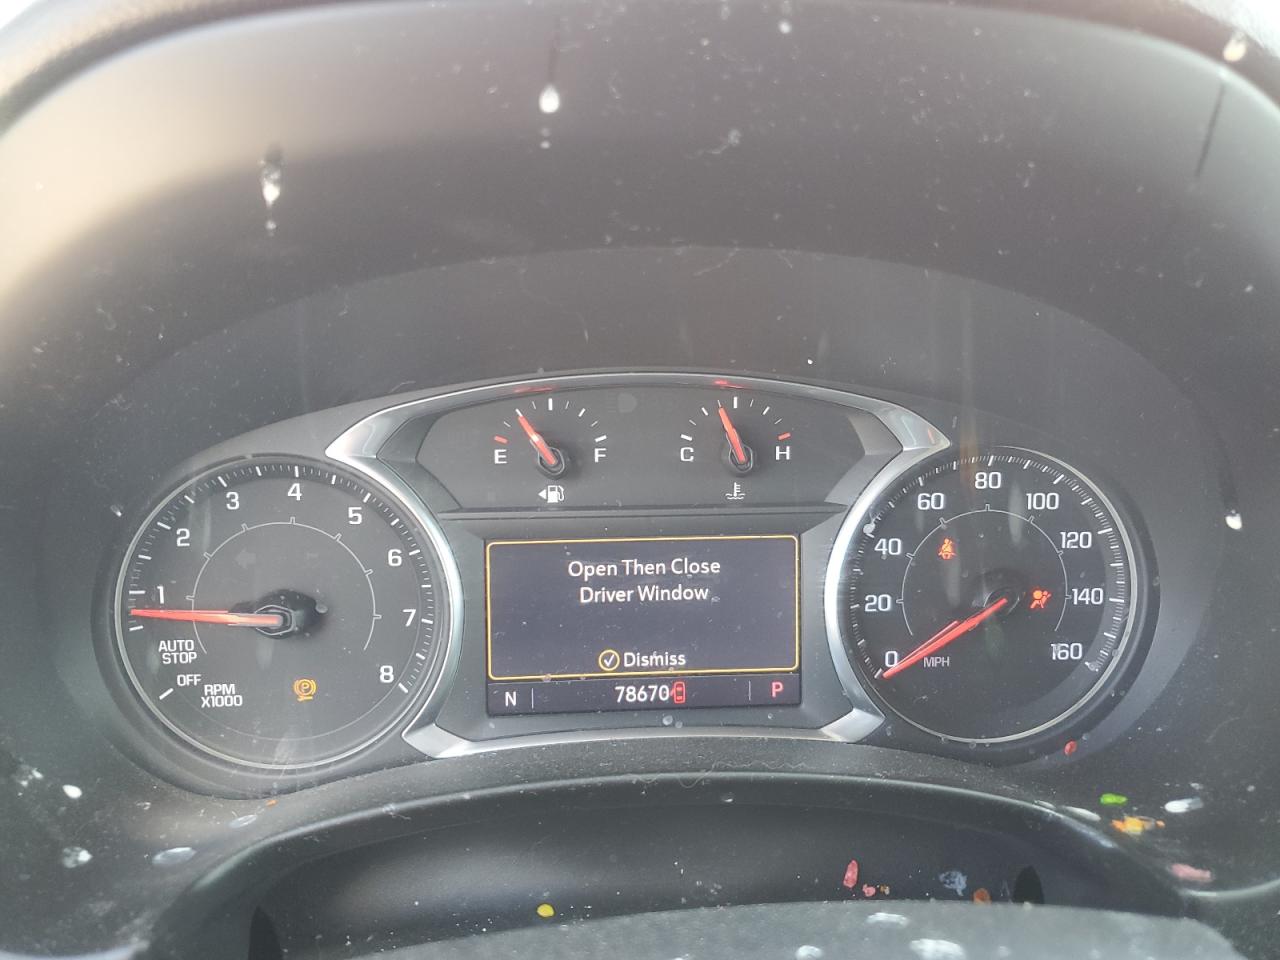 E F
C H
1 2 3 4 5 6 7 8
AUTO
STOP
OFF
RPM
X1000
P
Open Then Close
Driver Window
Dismiss
N 78670 P
0 20 40 60 80 100 120 140 160
MPH